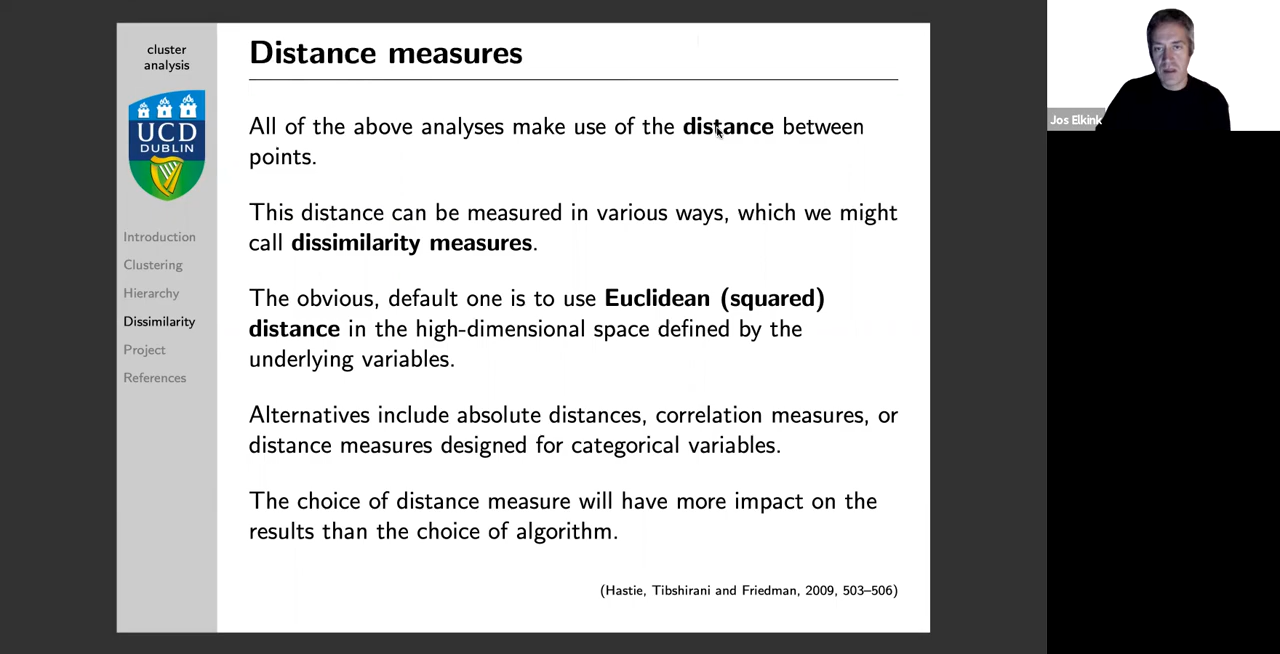 cluster
analysis
UCD
DUBLIN
Introduction
Clustering
Hierarchy
Dissimilarity
Project
References
Distance measures
All of the above analyses make use of the distance between
points.
This distance can be measured in various ways, which we might
call dissimilarity measures.
The obvious, default one is to use Euclidean (squared)
distance in the high-dimensional space defined by the
underlying variables.
Alternatives include absolute distances, correlation measures, or
distance measures designed for categorical variables.
The choice of distance measure will have more impact on the
results than the choice of algorithm.
(Hastie, Tibshirani and Friedman, 2009, 503–506)
Jos Elkink